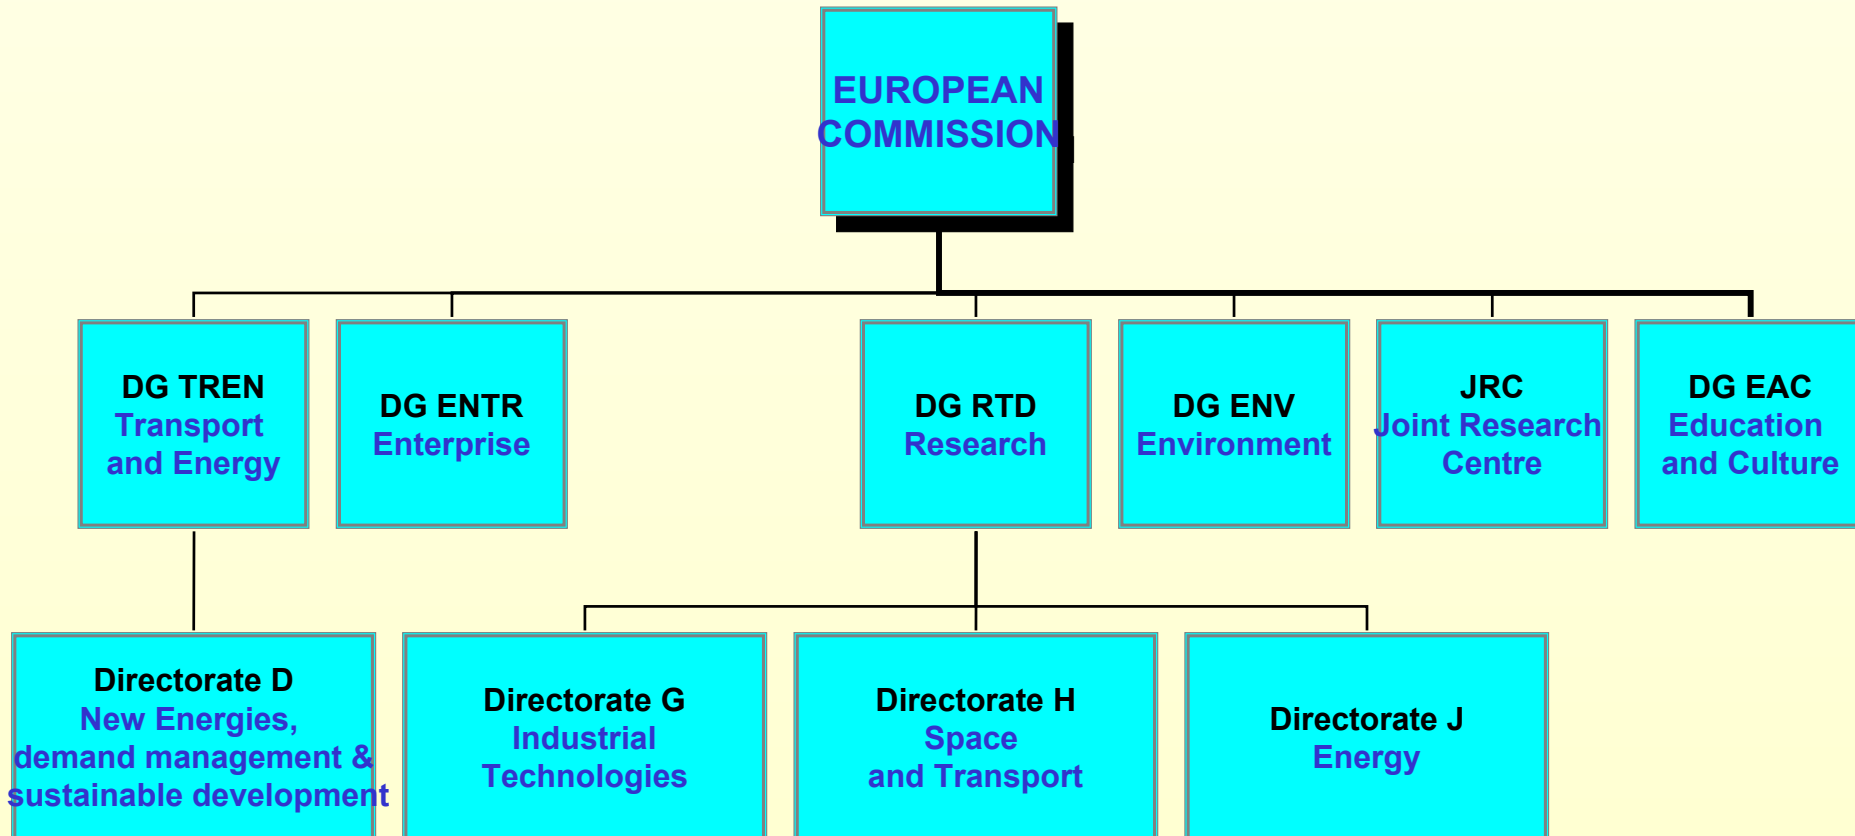 EUROPEAN
COMMISSION
DG TREN
Transport
and Energy
DG ENTR
Enterprise
DG RTD
Research
DG ENV
Environment
JRC
Joint Research
Centre
DG EAC
Education
and Culture
Directorate D
New Energies,
demand management &
sustainable development
Directorate G
Industrial
Technologies
Directorate H
Space
and Transport
Directorate J
Energy